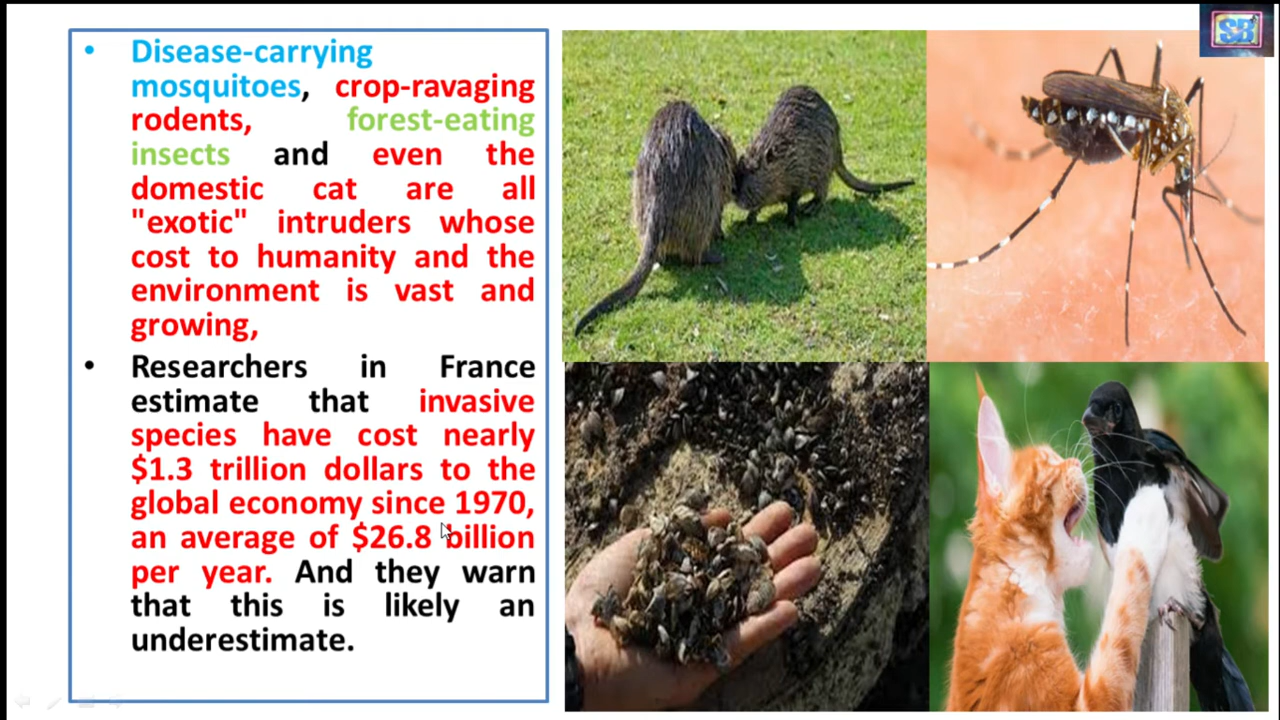 SB
• Disease-carrying
mosquitoes, crop-ravaging
rodents, forest-eating
insects and even the
domestic cat are all
"exotic" intruders whose
cost to humanity and the
environment is vast and
growing,
• Researchers in France
estimate that invasive
species have cost nearly
$1.3 trillion dollars to the
global economy since 1970,
an average of $26.8 billion
per year. And they warn
that this is likely an
underestimate.